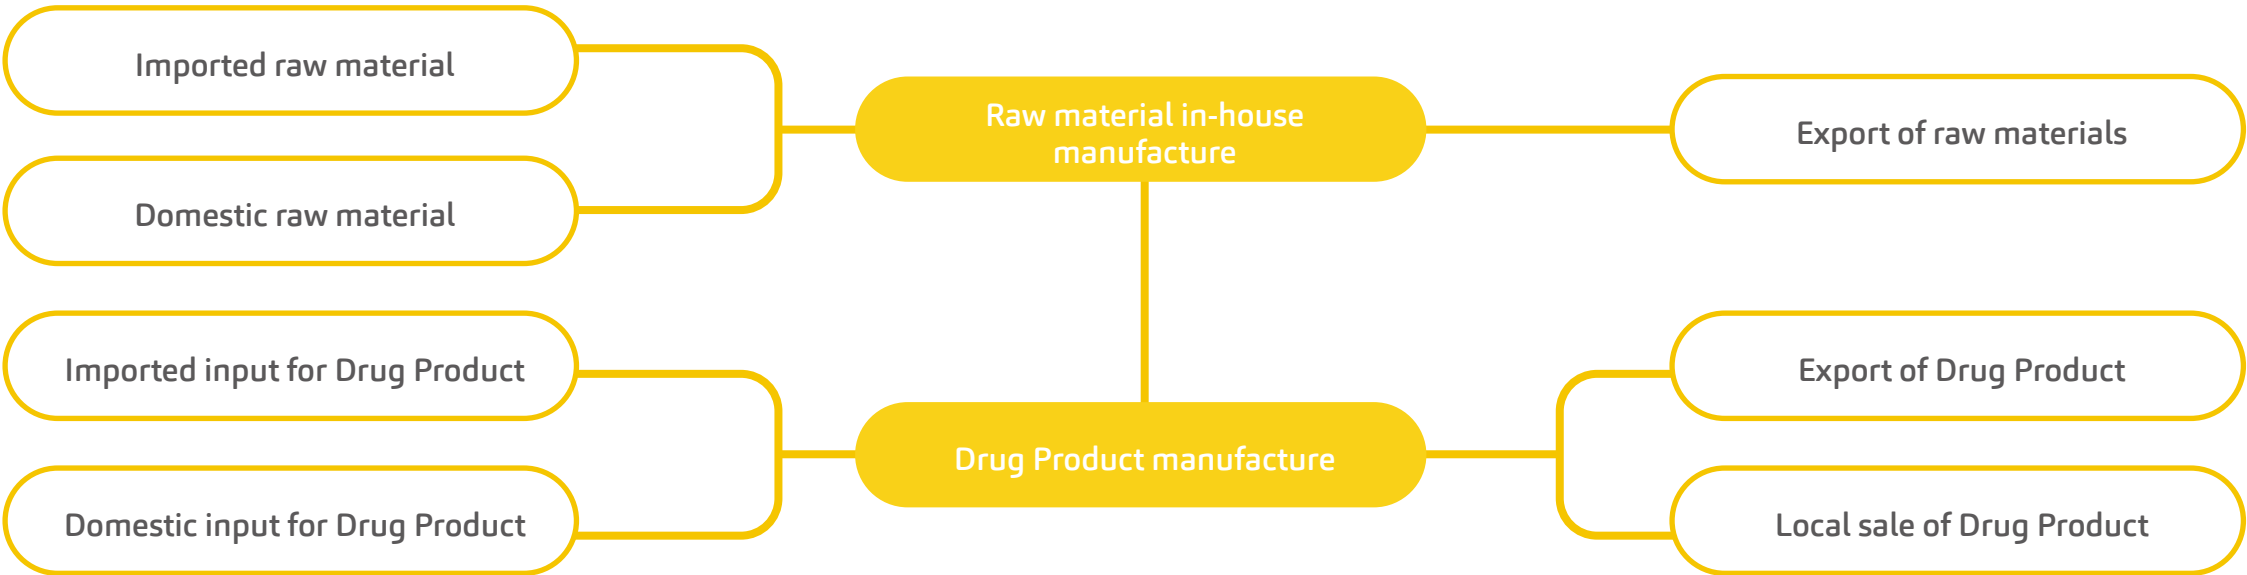 Imported raw material
Domestic raw material
Raw material in-house
manufacture
Export of raw materials
Imported input for Drug Product
Domestic input for Drug Product
Drug Product manufacture
Export of Drug Product
Local sale of Drug Product